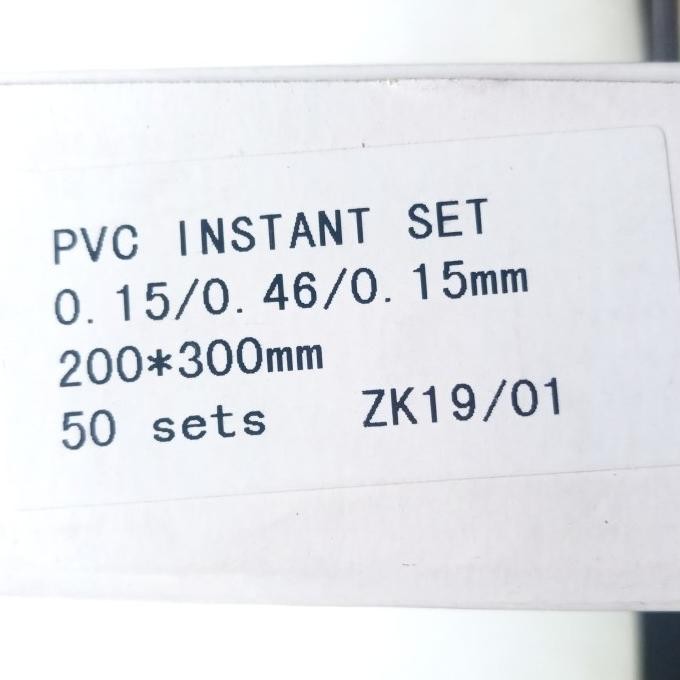 PVC INSTANT SET
0.15/0.46/0.15mm
200*300mm
50 sets ZK19/01